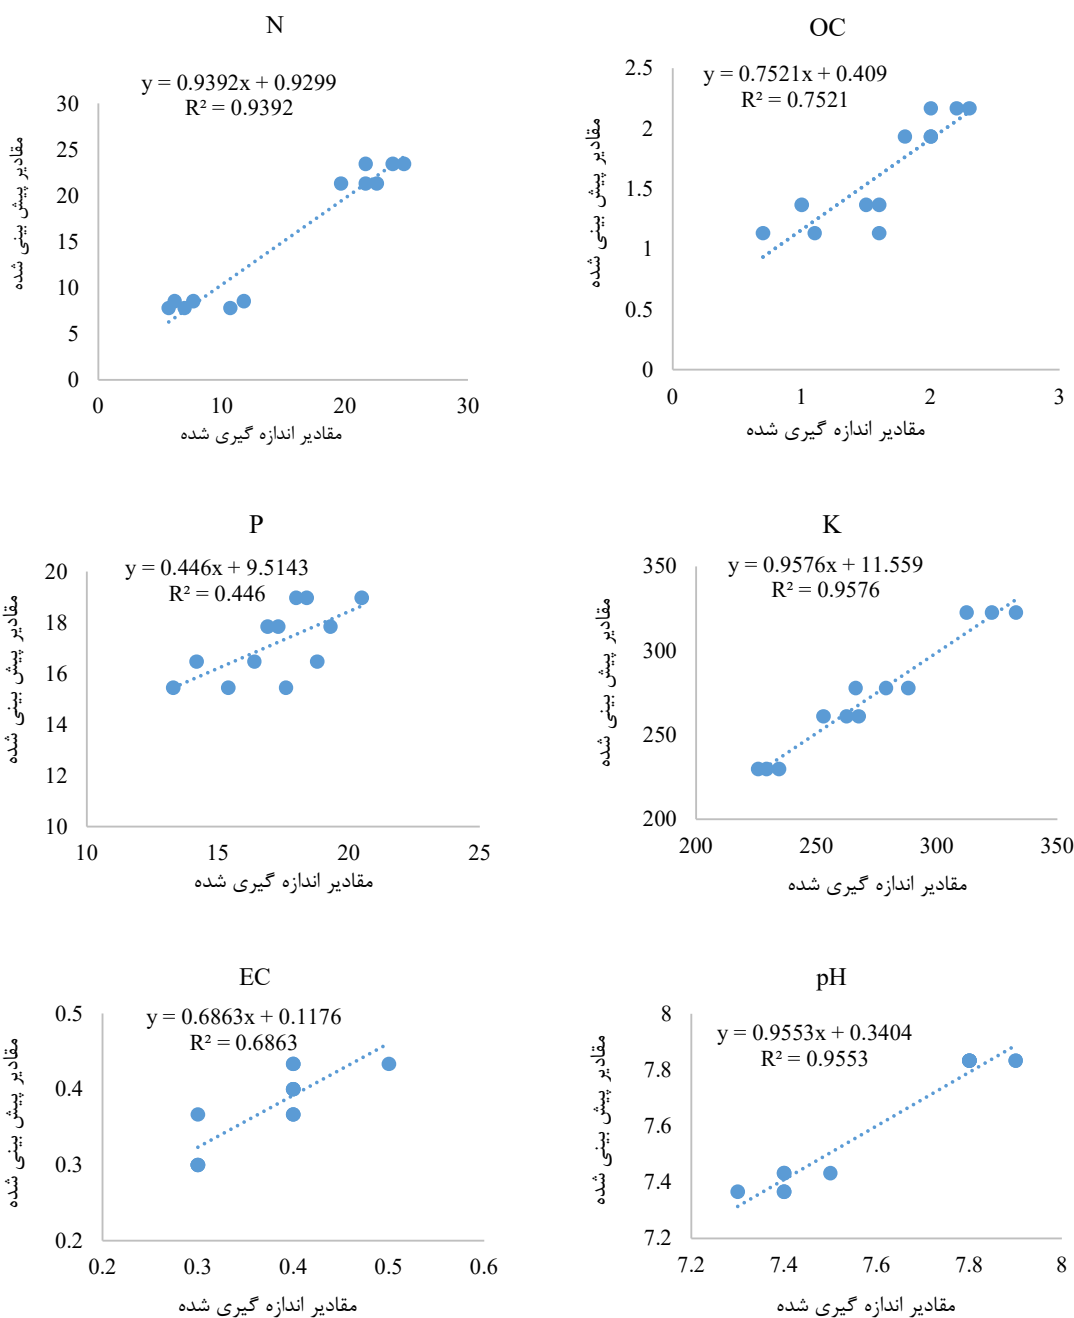 N
y = 0.9392x + 0.9299
R² = 0.9392
30
25
20
15
10
5
0
0 10 20 30
مقادیر پیش بینی شده
مقادیر اندازه گیری شده
OC
y = 0.7521x + 0.409
R² = 0.7521
2.5
2
1.5
1
0.5
0
0 1 2 3
مقادیر پیش بینی شده
مقادیر اندازه گیری شده
P
y = 0.446x + 9.5143
R² = 0.446
20
18
16
14
12
10
10 15 20 25
مقادیر پیش بینی شده
مقادیر اندازه گیری شده
K
y = 0.9576x + 11.559
R² = 0.9576
350
300
250
200
200 250 300 350
مقادیر پیش بینی شده
مقادیر اندازه گیری شده
EC
y = 0.6863x + 0.1176
R² = 0.6863
0.5
0.4
0.3
0.2
0.2 0.3 0.4 0.5 0.6
مقادیر پیش بینی شده
مقادیر اندازه گیری شده
pH
y = 0.9553x + 0.3404
R² = 0.9553
8
7.8
7.6
7.4
7.2
7.2 7.4 7.6 7.8 8
مقادیر پیش بینی شده
مقادیر اندازه گیری شده